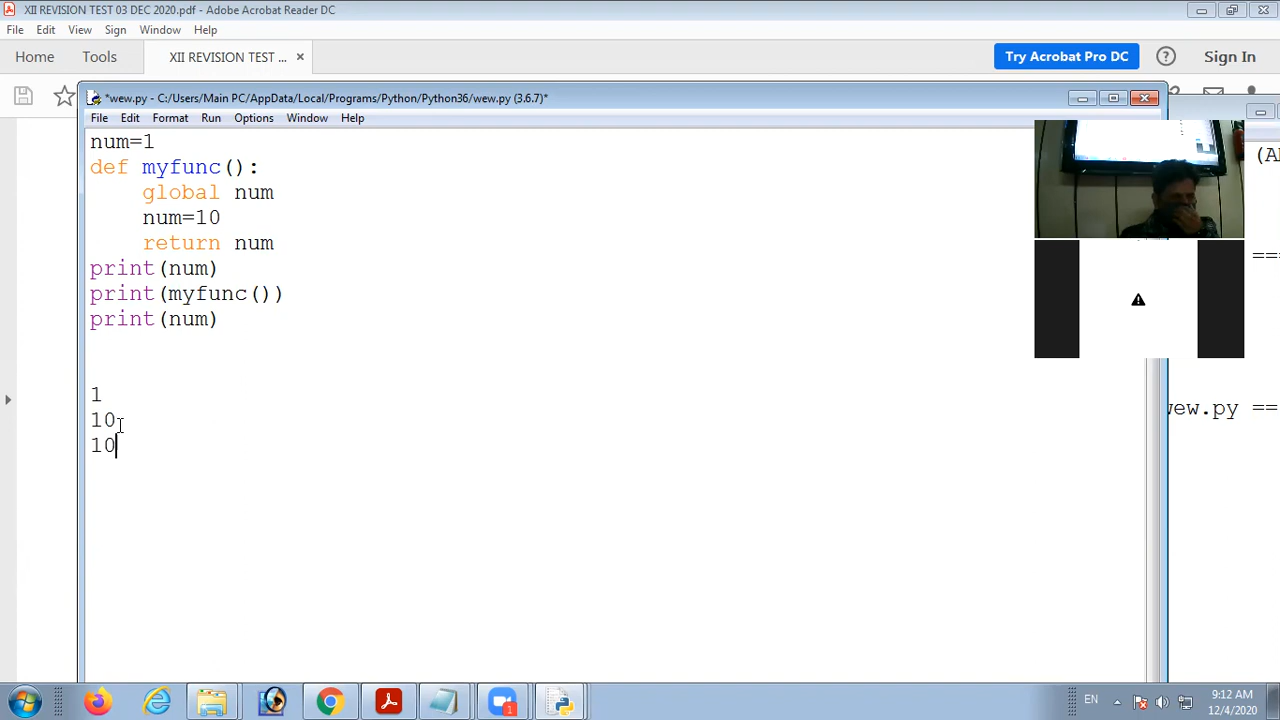 XII REVISION TEST 03 DEC 2020.pdf - Adobe Acrobat Reader DC
File Edit View Sign Window Help
Home Tools XII REVISION TEST ... × Try Acrobat Pro DC ? Sign In
*wew.py - C:/Users/Main PC/AppData/Local/Programs/Python/Python36/wew.py (3.6.7)*
File Edit Format Run Options Window Help
num=1
def myfunc():
    global num
    num=10
    return num
print(num)
print(myfunc())
print(num)
1
10
10
(A
===
wew.py ==
1
EN
9:12 AM
12/4/2020